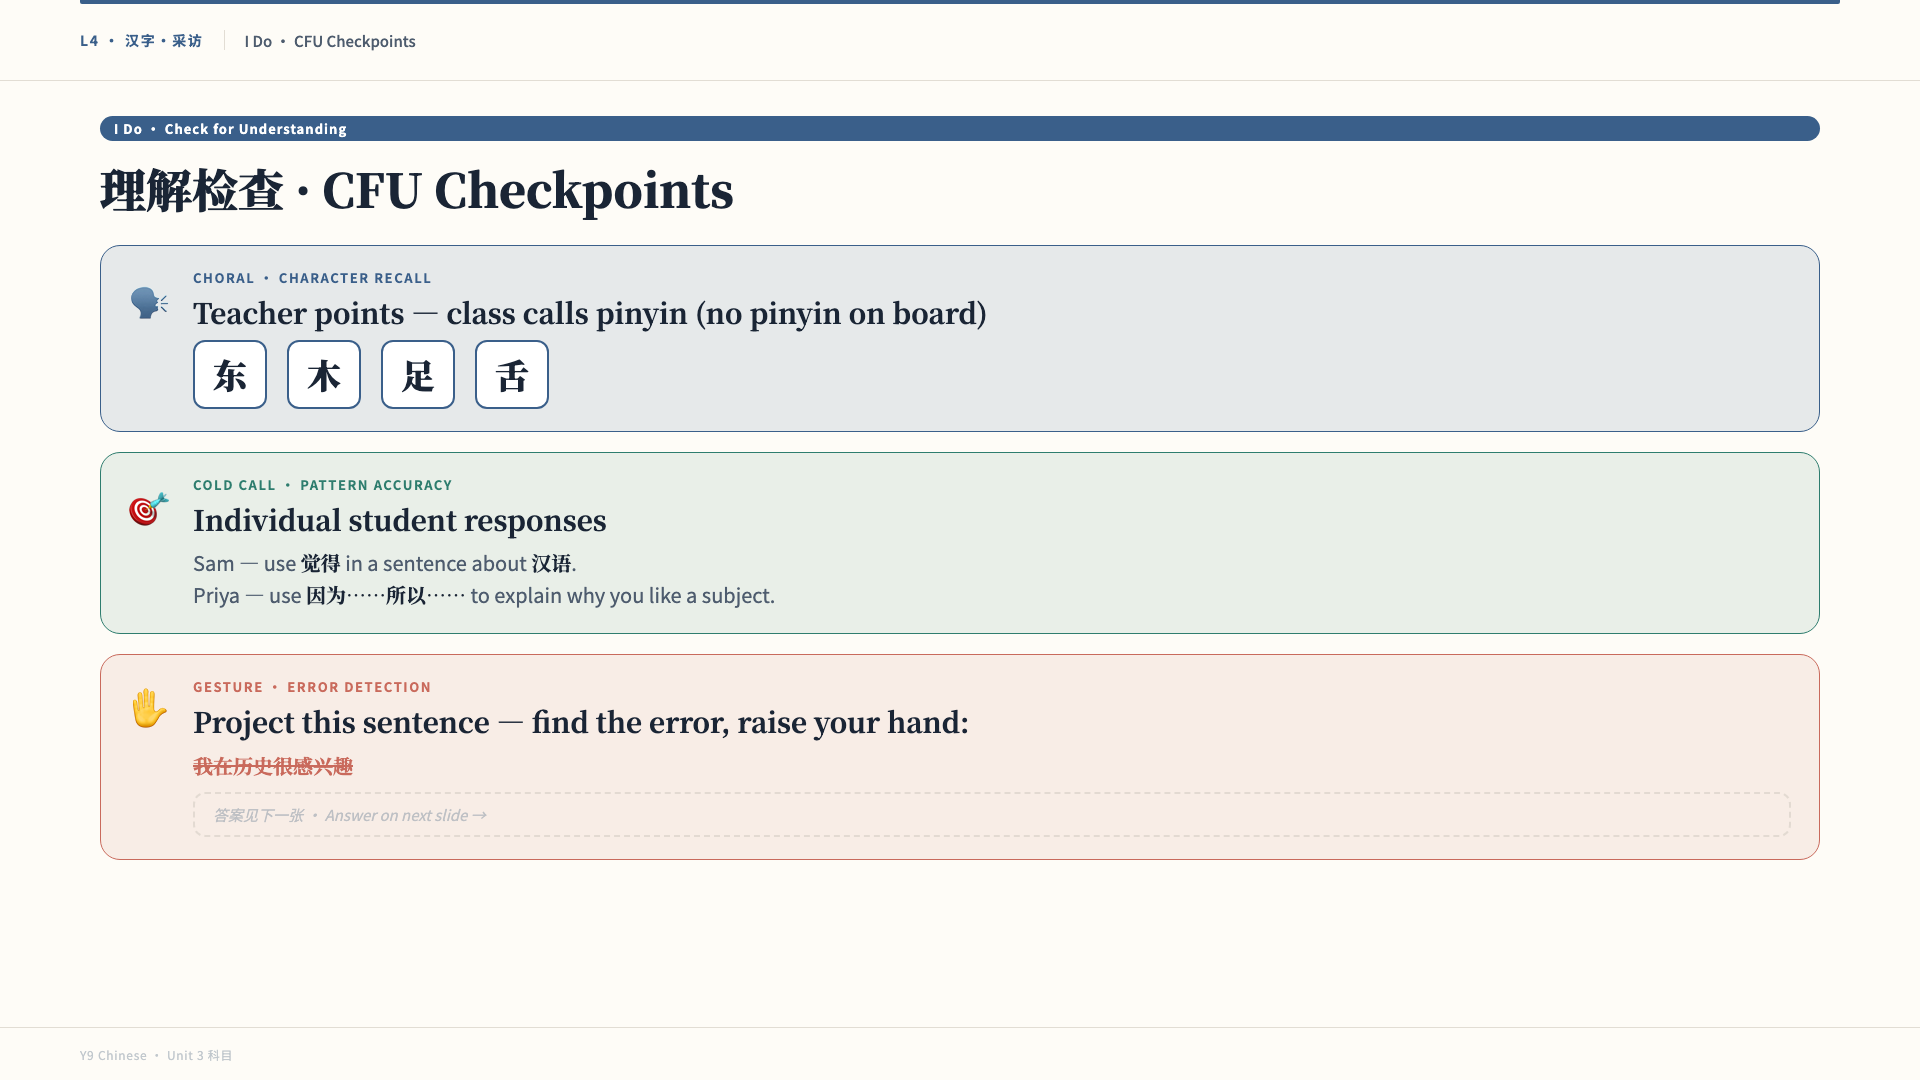 L4 • 汉字・采访
I Do • CFU Checkpoints
I Do • Check for Understanding
理解检查 · CFU Checkpoints
CHORAL • CHARACTER RECALL
Teacher points — class calls pinyin (no pinyin on board)
东 木 足 舌
COLD CALL • PATTERN ACCURACY
Individual student responses
Sam — use 觉得 in a sentence about 汉语.
Priya — use 因为……所以…… to explain why you like a subject.
GESTURE • ERROR DETECTION
Project this sentence — find the error, raise your hand:
我在历史很感兴趣
答案见下一张 • Answer on next slide →
Y9 Chinese • Unit 3 科目